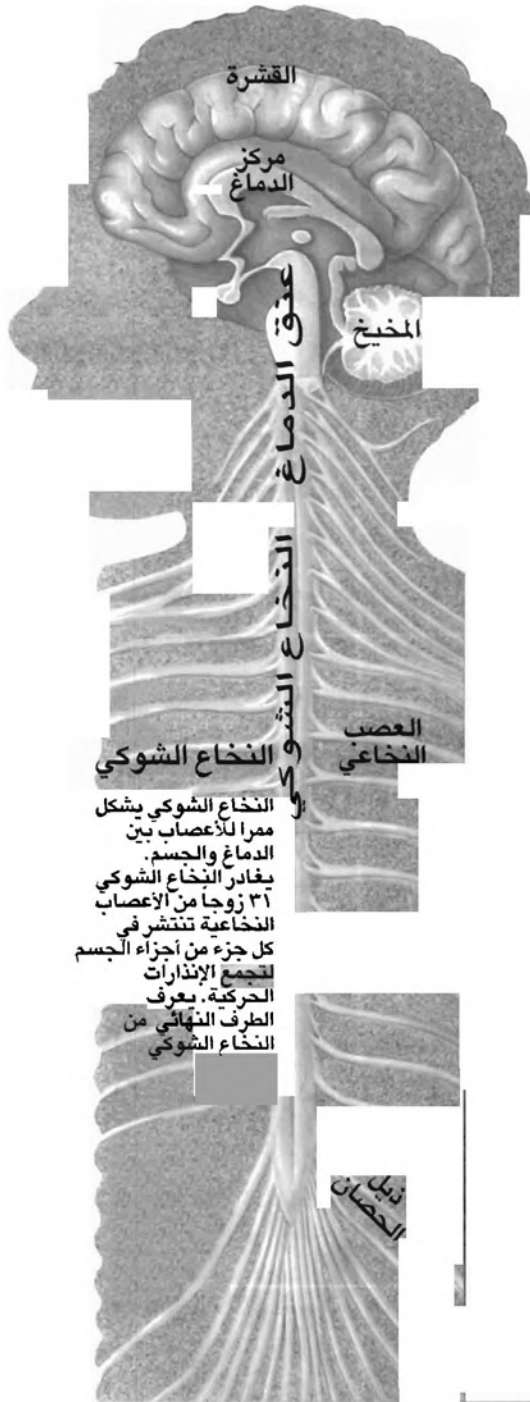 القشرة
مركز
الدماغ
المخيخ
عنق الدماغ
النخاع الشوكي
العصب
النخاعي
النخاع الشوكي
النخاع الشوكي يشكل
ممرا للأعصاب بين
الدماغ والجسم.
يغادر النخاع الشوكي
٣١ زوجا من الأعصاب
النخاعية تنتشر في
كل جزء من أجزاء الجسم
لتجمع الإنذارات
الحركية. يعرف
الطرف النهائي من
النخاع الشوكي
ذيل
الحصان